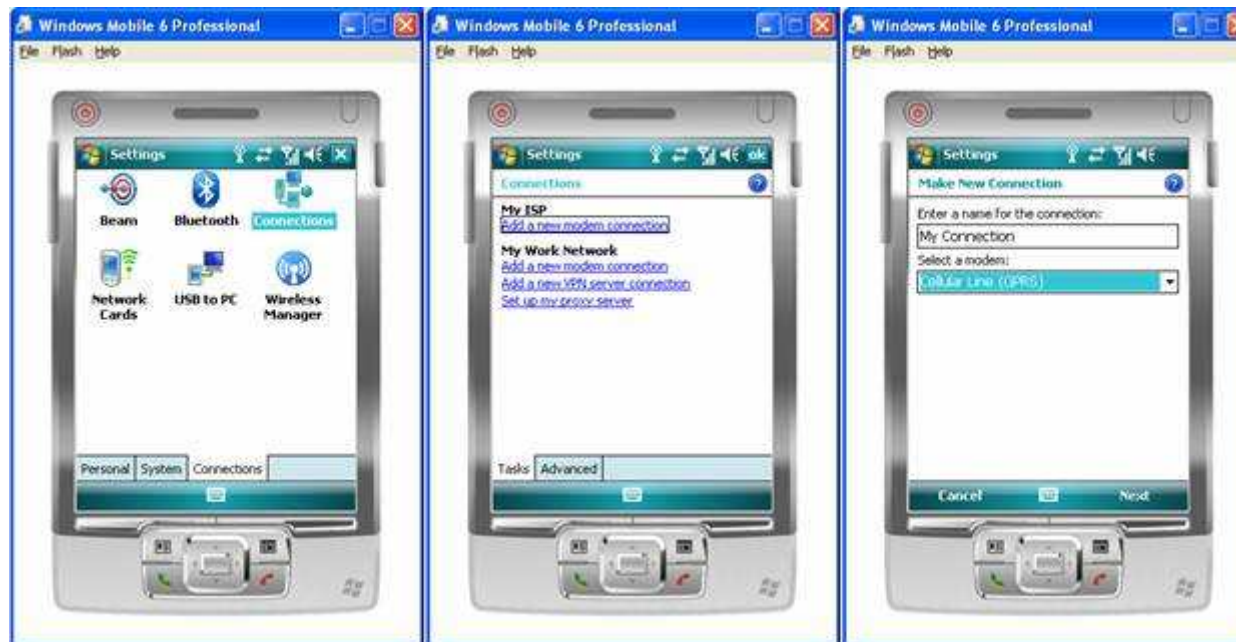 Windows Mobile 6 Professional
File Flash Help
Settings
Beam Bluetooth Connections
Network Cards USB to PC Wireless Manager
Personal System Connections
Windows Mobile 6 Professional
File Flash Help
Settings ok
Connections
My ISP
Add a new modem connection
My Work Network
Add a new modem connection
Add a new VPN server connection
Set up my proxy server
Tasks Advanced
Windows Mobile 6 Professional
File Flash Help
Settings
Make New Connection
Enter a name for the connection:
My Connection
Select a modem:
Cellular Line (GPRS)
Cancel Next